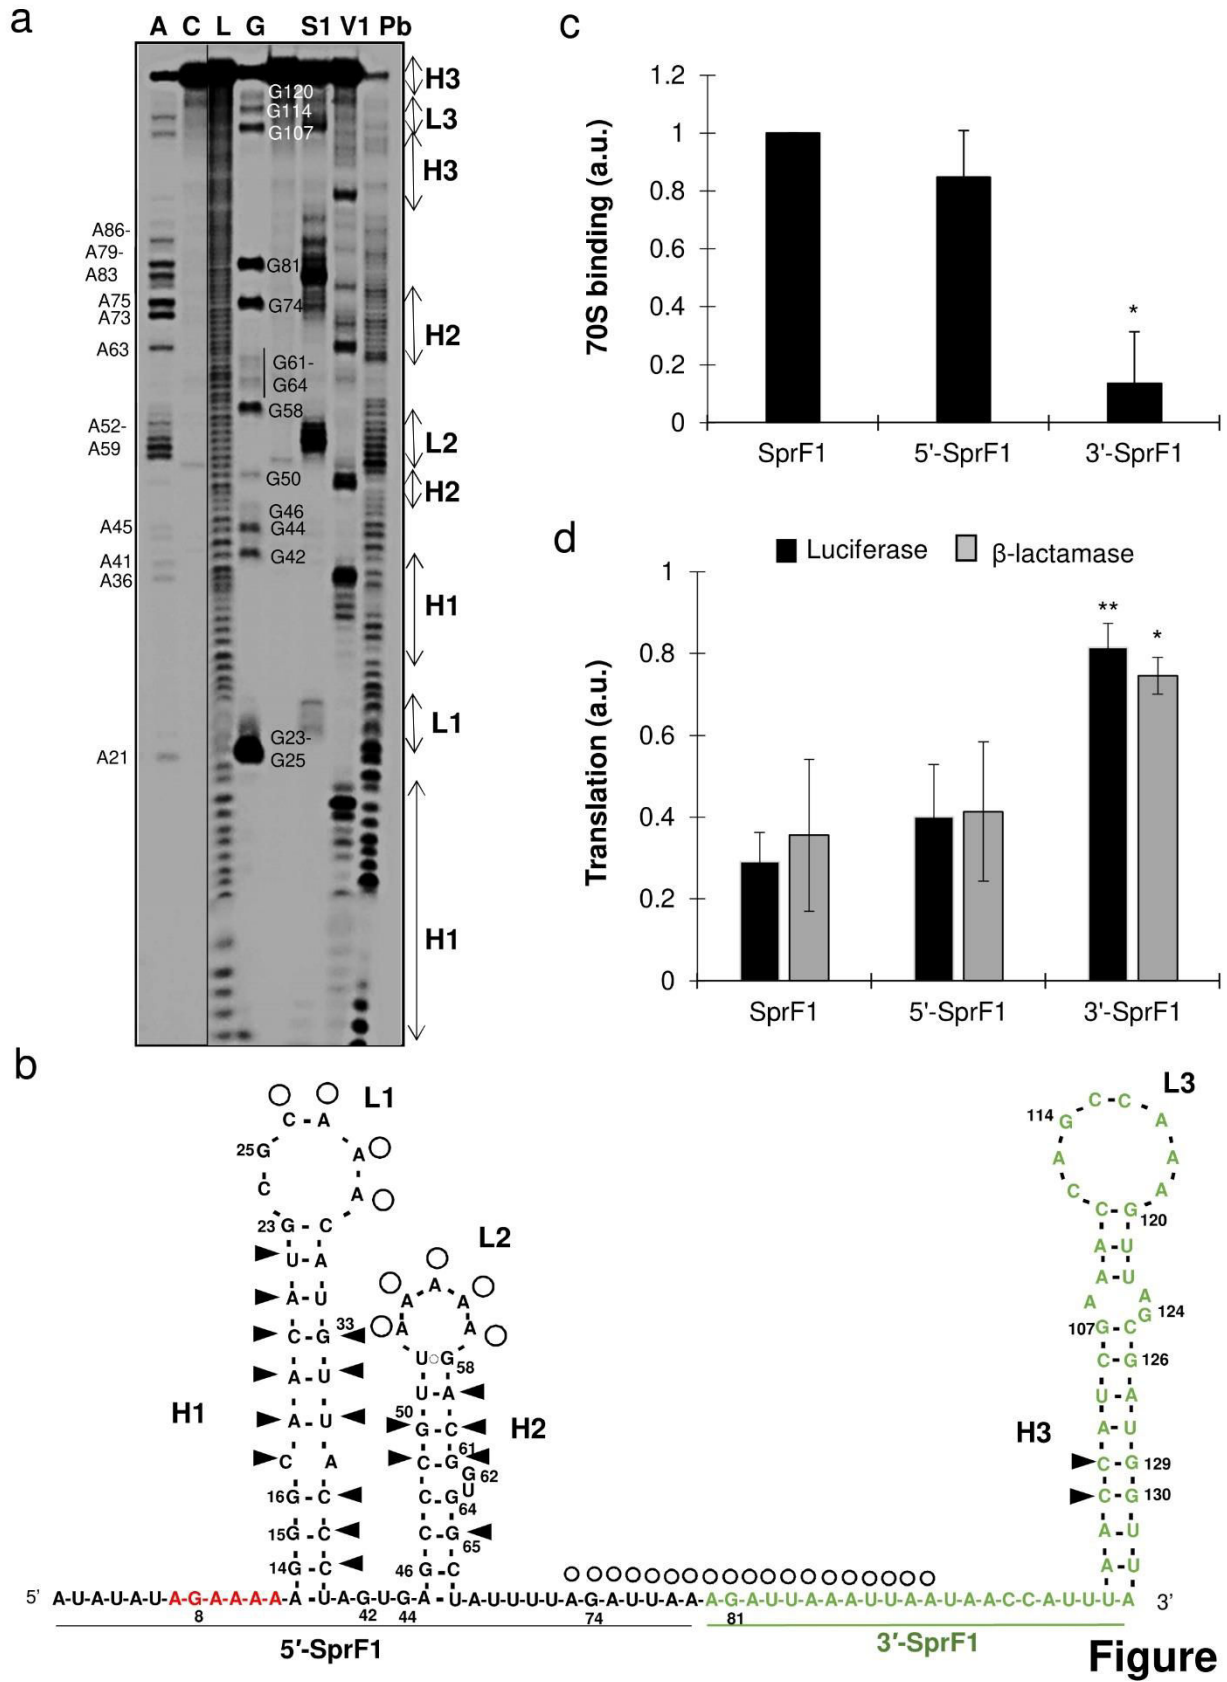 a
A C L G S1 V1 Pb
G120
G114
G107
H3
L3
H3
A86-
A79-
A83
G81
A75
A73
G74
H2
A63
G61-
G64
G58
A52-
A59
L2
G50
H2
G46
A45
G44
A41
G42
A36
H1
L1
G23-
G25
A21
H1
c
70S binding (a.u.)
1.2
1
0.8
0.6
0.4
0.2
0
*
SprF1 5'-SprF1 3'-SprF1
d
Luciferase β-lactamase
Translation (a.u.)
1
0.8
0.6
0.4
0.2
0
**
*
SprF1 5'-SprF1 3'-SprF1
b
L1
C-A
25G A
C A
23 G-C
U A
A U
C-G 33
A U
A-U
C A
16G-C
15G-C
14G-C
H1
L2
A
A A
A A
U G 58
U-A
50 G-C
C-G 61
G 62
U
C G 64
C-G 65
46G-C
H2
L3
C-C
114 G A
A A
C A
C-G 120
A-U
A-U
A A
G 124
107 G-C
C G 126
U A
A U
C-G 129
C-G 130
A U
A U
H3
5' A-U-A-U-A-U-A-G-A-A-A-A-A-U-A-G-U-G-A-U-A-U-U-U-U-A-G-A-U-U-A-A-A-G-A-U-U-A-A-A-U-U-A-A-U-A-A-C-C-A-U-U-U-A 3'
8 42 44 74 81
5′-SprF1 3′-SprF1
Figure